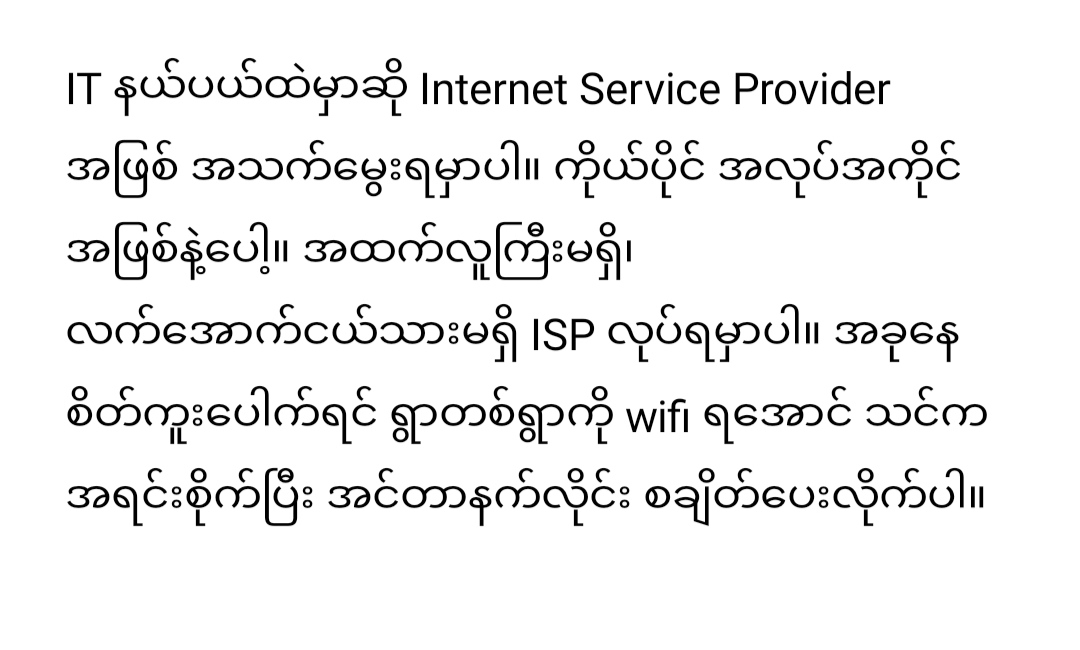 IT နယ်ပယ်ထဲမှာဆို Internet Service Provider
အဖြစ် အသက်မွေးရမှာပါ။ ကိုယ်ပိုင် အလုပ်အကိုင်
အဖြစ်နဲ့ပေါ့။ အထက်လူကြီးမရှိ၊
လက်အောက်ငယ်သားမရှိ ISP လုပ်ရမှာပါ။ အခုနေ
စိတ်ကူးပေါက်ရင် ရွာတစ်ရွာကို wifi ရအောင် သင်က
အရင်းစိုက်ပြီး အင်တာနက်လိုင်း စချိတ်ပေးလိုက်ပါ။